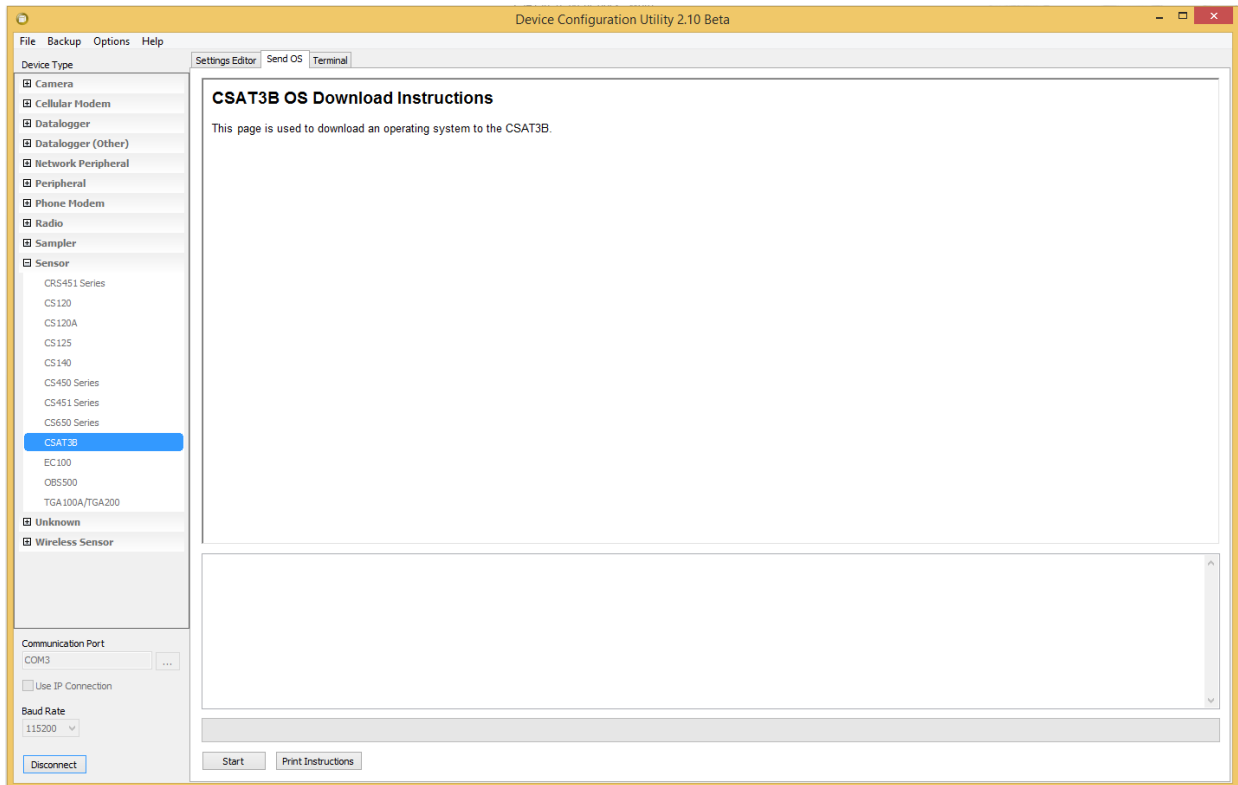 Device Configuration Utility 2.10 Beta
File Backup Options Help
Device Type
Settings Editor Send OS Terminal
Camera
Cellular Modem
Datalogger
Datalogger (Other)
Network Peripheral
Peripheral
Phone Modem
Radio
Sampler
Sensor
CRS451 Series
CS120
CS120A
CS125
CS140
CS450 Series
CS451 Series
CS650 Series
CSAT3B
EC100
OBS500
TGA100A/TGA200
Unknown
Wireless Sensor
CSAT3B OS Download Instructions
This page is used to download an operating system to the CSAT3B.
Communication Port
COM3
...
Use IP Connection
Baud Rate
115200
Disconnect
Start Print Instructions